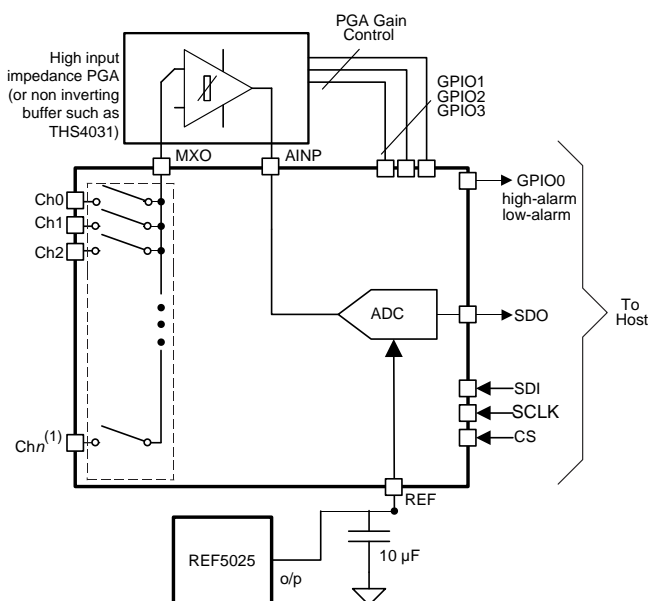 PGA Gain
Control
High input
impedance PGA
(or non inverting
buffer such as
THS4031)
GPIO1
GPIO2
GPIO3
MXO
AINP
Ch0
Ch1
Ch2
GPIO0
high-alarm
low-alarm
ADC
SDO
To
Host
SDI
SCLK
CS
Chn(1)
REF
REF5025
o/p
10 µF